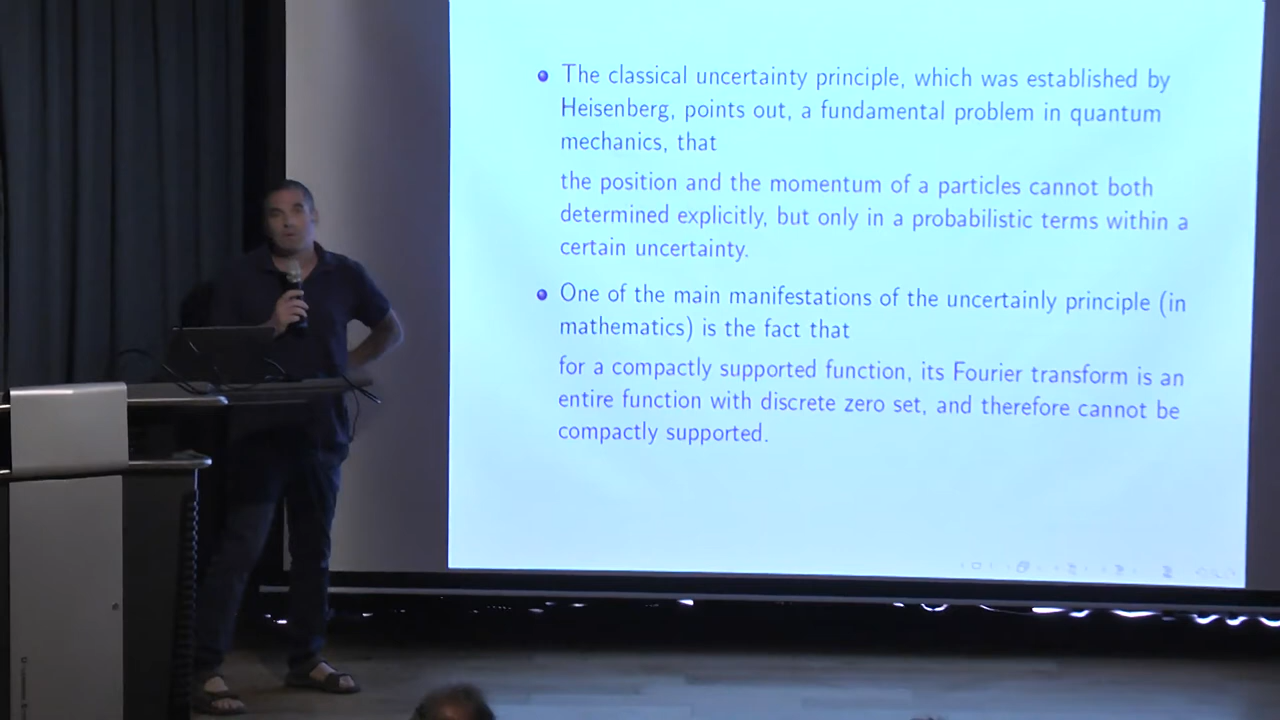 The classical uncertainty principle, which was established by
Heisenberg, points out, a fundamental problem in quantum
mechanics, that
the position and the momentum of a particles cannot both
determined explicitly, but only in a probabilistic terms within a
certain uncertainty.
One of the main manifestations of the uncertainly principle (in
mathematics) is the fact that
for a compactly supported function, its Fourier transform is an
entire function with discrete zero set, and therefore cannot be
compactly supported.